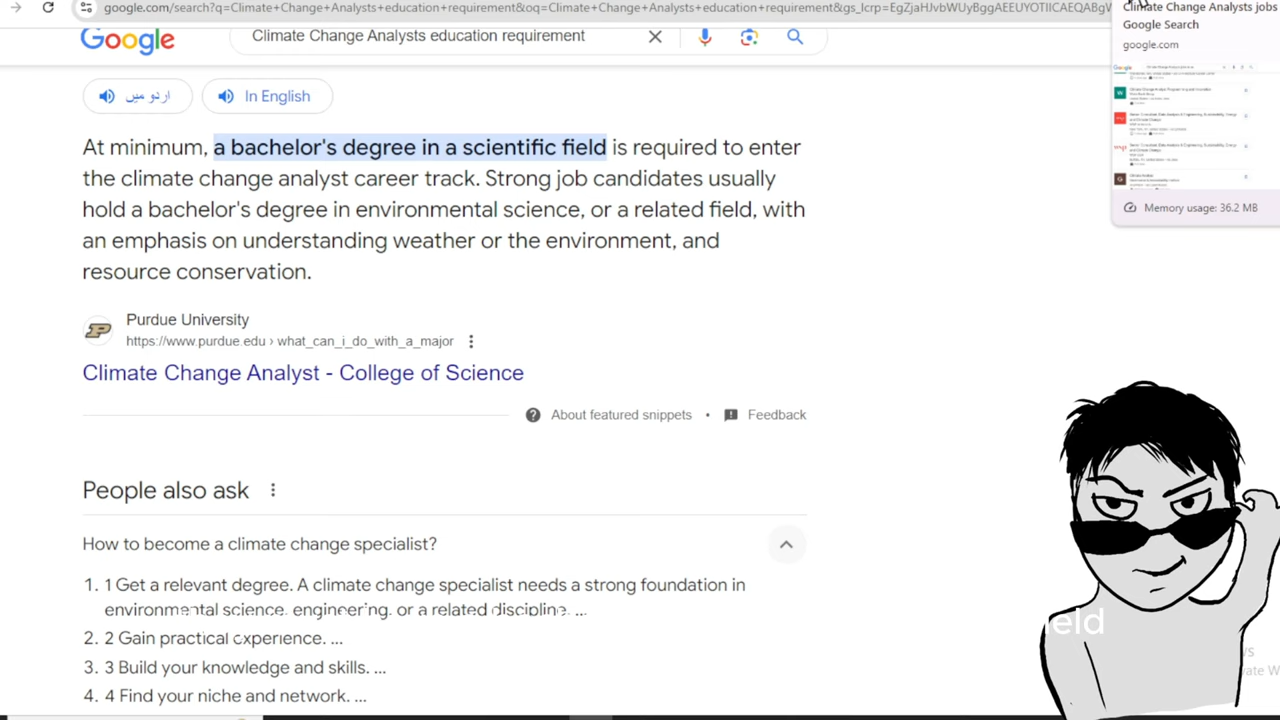 google.com/search?q=Climate+Change+Analysts+education+requirement&oq=Climate+Change+Analysts+education+requirement&gs_lcrp=EgZjaHJvbWUyBggAEEUYOTIICAEQABgW
Climate Change Analysts jobs
Google Search
google.com
Google
Climate Change Analysts education requirement
اردو میں
In English
At minimum, a bachelor's degree in a scientific field is required to enter
the climate change analyst career track. Strong job candidates usually
hold a bachelor's degree in environmental science, or a related field, with
an emphasis on understanding weather or the environment, and
resource conservation.
Memory usage: 36.2 MB
P
Purdue University
https://www.purdue.edu › what_can_i_do_with_a_major
Climate Change Analyst - College of Science
About featured snippets • Feedback
People also ask
How to become a climate change specialist?
1. 1 Get a relevant degree. A climate change specialist needs a strong foundation in
environmental science, engineering, or a related discipline. ...
2. 2 Gain practical experience. ...
3. 3 Build your knowledge and skills. ...
4. 4 Find your niche and network. ...
eld